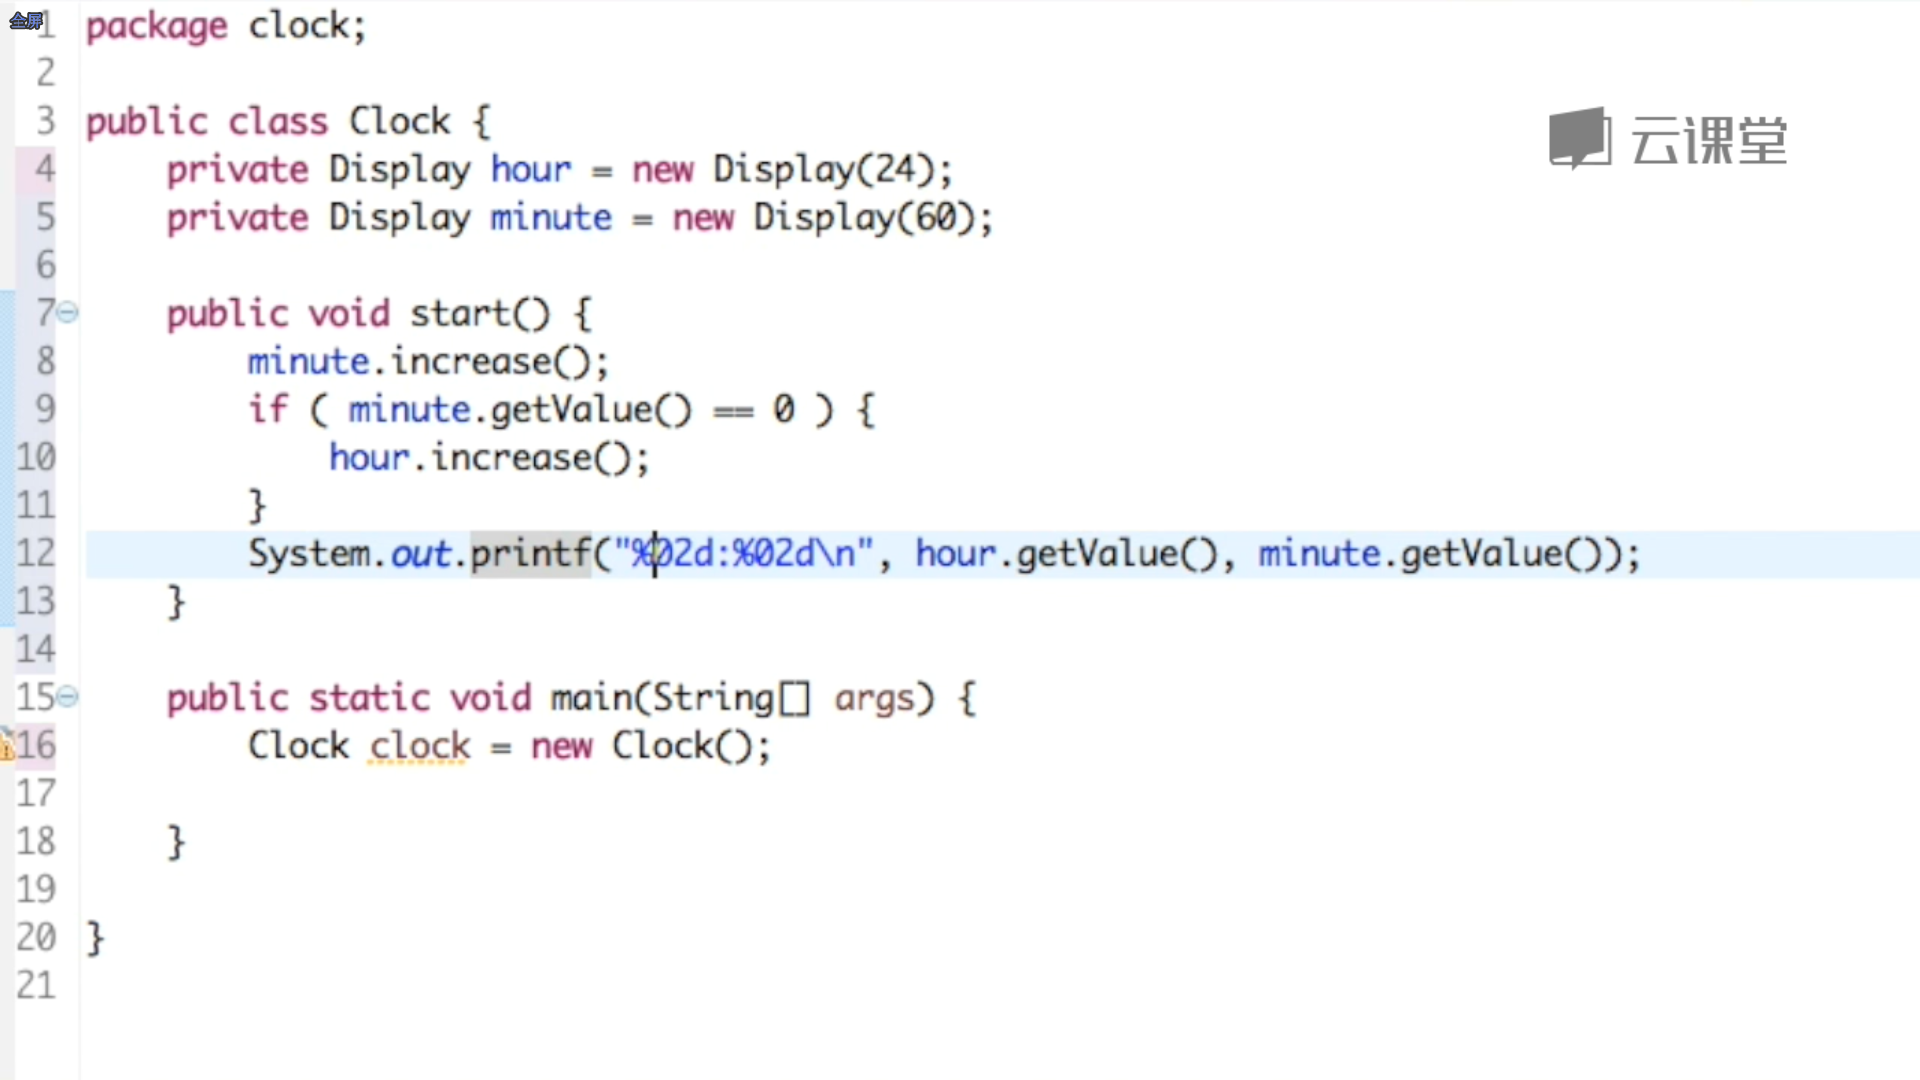 全屏
1 package clock;
2
3 public class Clock {
云课堂
4     private Display hour = new Display(24);
5     private Display minute = new Display(60);
6
7     public void start() {
8         minute.increase();
9         if ( minute.getValue() == 0 ) {
10             hour.increase();
11         }
12         System.out.printf("%02d:%02d\n", hour.getValue(), minute.getValue());
13     }
14
15     public static void main(String[] args) {
16         Clock clock = new Clock();
17
18     }
19
20 }
21